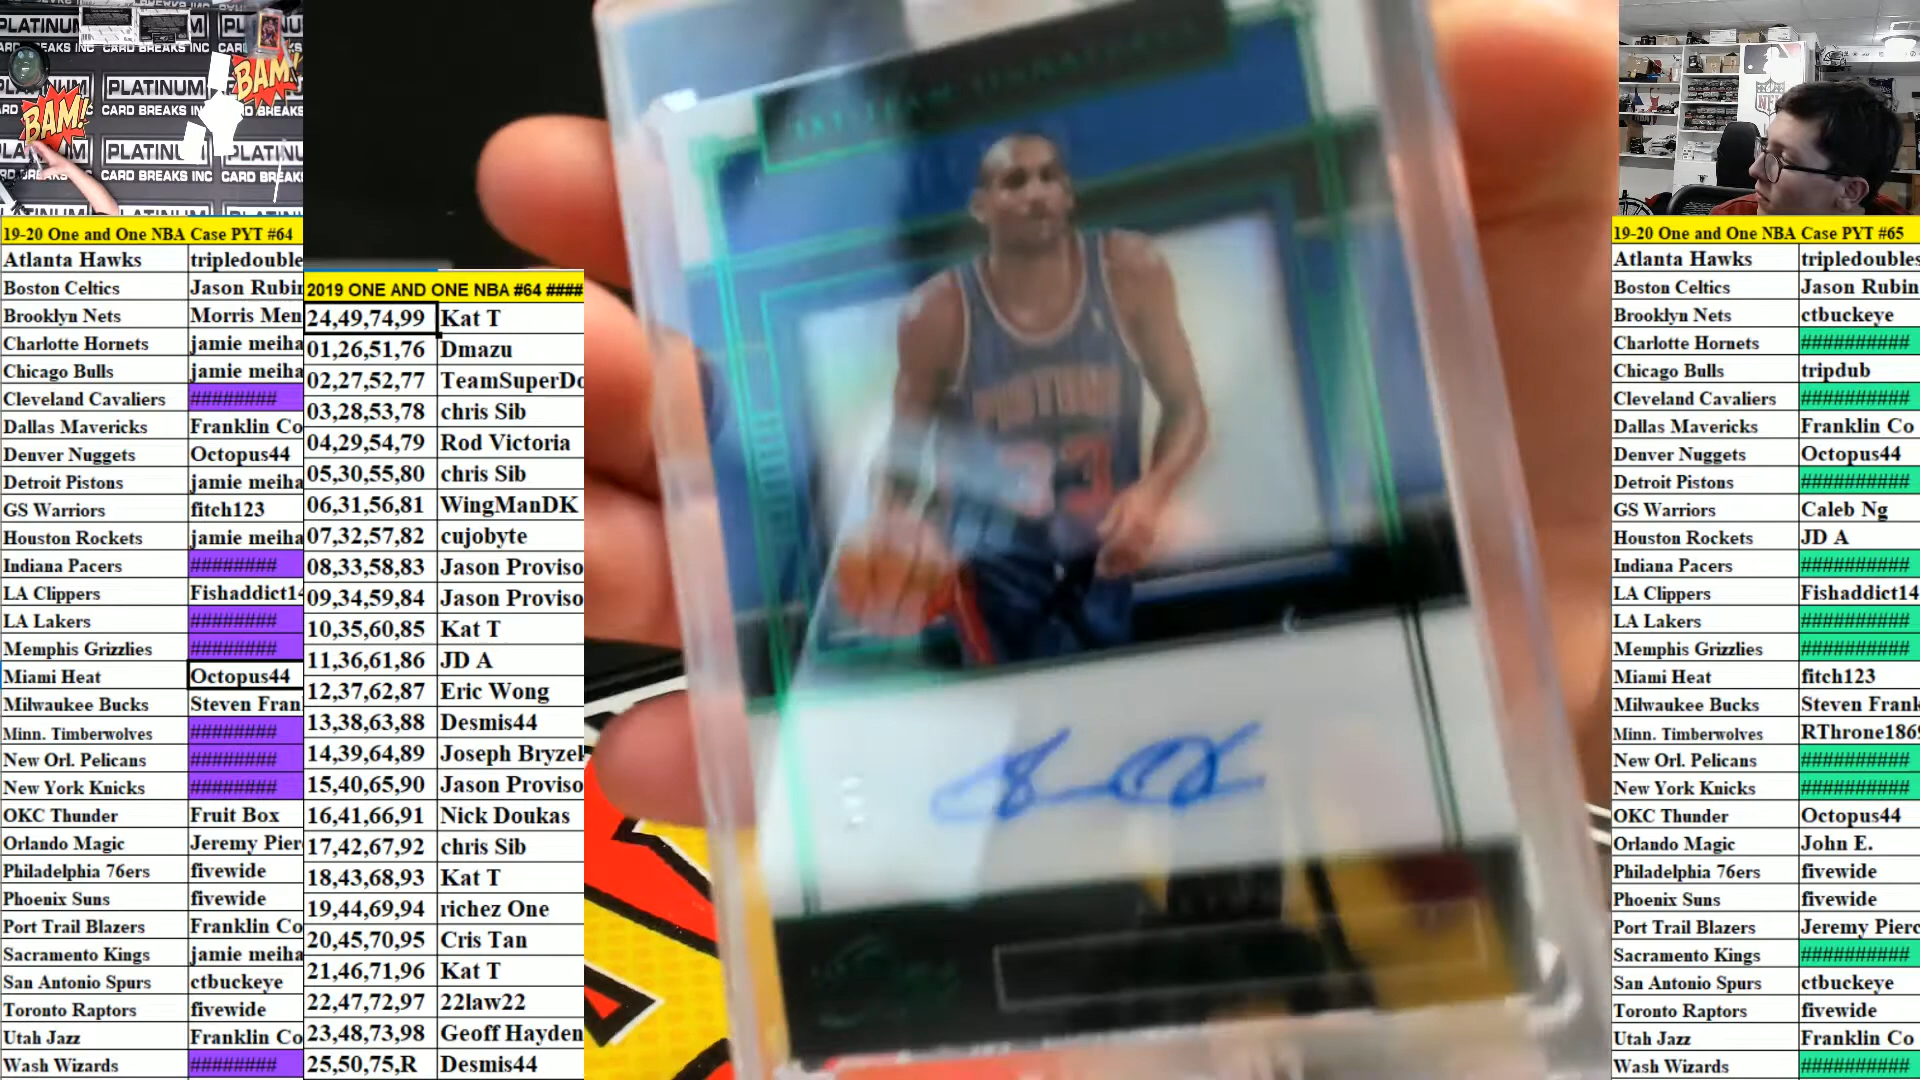 PLATINUM
CARD BREAKS INC
BAM!
BAM!
19-20 One and One NBA Case PYT #64
Atlanta Hawks tripledouble
Boston Celtics Jason Rubin
Brooklyn Nets Morris Men
Charlotte Hornets jamie meiha
Chicago Bulls jamie meiha
Cleveland Cavaliers ########
Dallas Mavericks Franklin Co
Denver Nuggets Octopus44
Detroit Pistons jamie meiha
GS Warriors fitch123
Houston Rockets jamie meiha
Indiana Pacers ########
LA Clippers Fishaddict14
LA Lakers ########
Memphis Grizzlies ########
Miami Heat Octopus44
Milwaukee Bucks Steven Fran
Minn. Timberwolves ########
New Orl. Pelicans ########
New York Knicks ########
OKC Thunder Fruit Box
Orlando Magic Jeremy Pier
Philadelphia 76ers fivewide
Phoenix Suns fivewide
Port Trail Blazers Franklin Co
Sacramento Kings jamie meiha
San Antonio Spurs ctbuckeye
Toronto Raptors fivewide
Utah Jazz Franklin Co
Wash Wizards ########
2019 ONE AND ONE NBA #64 ####
24,49,74,99 Kat T
01,26,51,76 Dmazu
02,27,52,77 TeamSuperDo
03,28,53,78 chris Sib
04,29,54,79 Rod Victoria
05,30,55,80 chris Sib
06,31,56,81 WingManDK
07,32,57,82 cujobyte
08,33,58,83 Jason Proviso
09,34,59,84 Jason Proviso
10,35,60,85 Kat T
11,36,61,86 JD A
12,37,62,87 Eric Wong
13,38,63,88 Desmis44
14,39,64,89 Joseph Bryzel
15,40,65,90 Jason Proviso
16,41,66,91 Nick Doukas
17,42,67,92 chris Sib
18,43,68,93 Kat T
19,44,69,94 richez One
20,45,70,95 Cris Tan
21,46,71,96 Kat T
22,47,72,97 22law22
23,48,73,98 Geoff Hayden
25,50,75,R Desmis44
33
19-20 One and One NBA Case PYT #65
Atlanta Hawks tripledoubles
Boston Celtics Jason Rubin
Brooklyn Nets ctbuckeye
Charlotte Hornets ##########
Chicago Bulls tripdub
Cleveland Cavaliers ##########
Dallas Mavericks Franklin Co
Denver Nuggets Octopus44
Detroit Pistons ##########
GS Warriors Caleb Ng
Houston Rockets JD A
Indiana Pacers ##########
LA Clippers Fishaddict14
LA Lakers ##########
Memphis Grizzlies ##########
Miami Heat fitch123
Milwaukee Bucks Steven Frank
Minn. Timberwolves RThrone1869
New Orl. Pelicans ##########
New York Knicks ##########
OKC Thunder Octopus44
Orlando Magic John E.
Philadelphia 76ers fivewide
Phoenix Suns fivewide
Port Trail Blazers Jeremy Pierc
Sacramento Kings ##########
San Antonio Spurs ctbuckeye
Toronto Raptors fivewide
Utah Jazz Franklin Co
Wash Wizards ##########